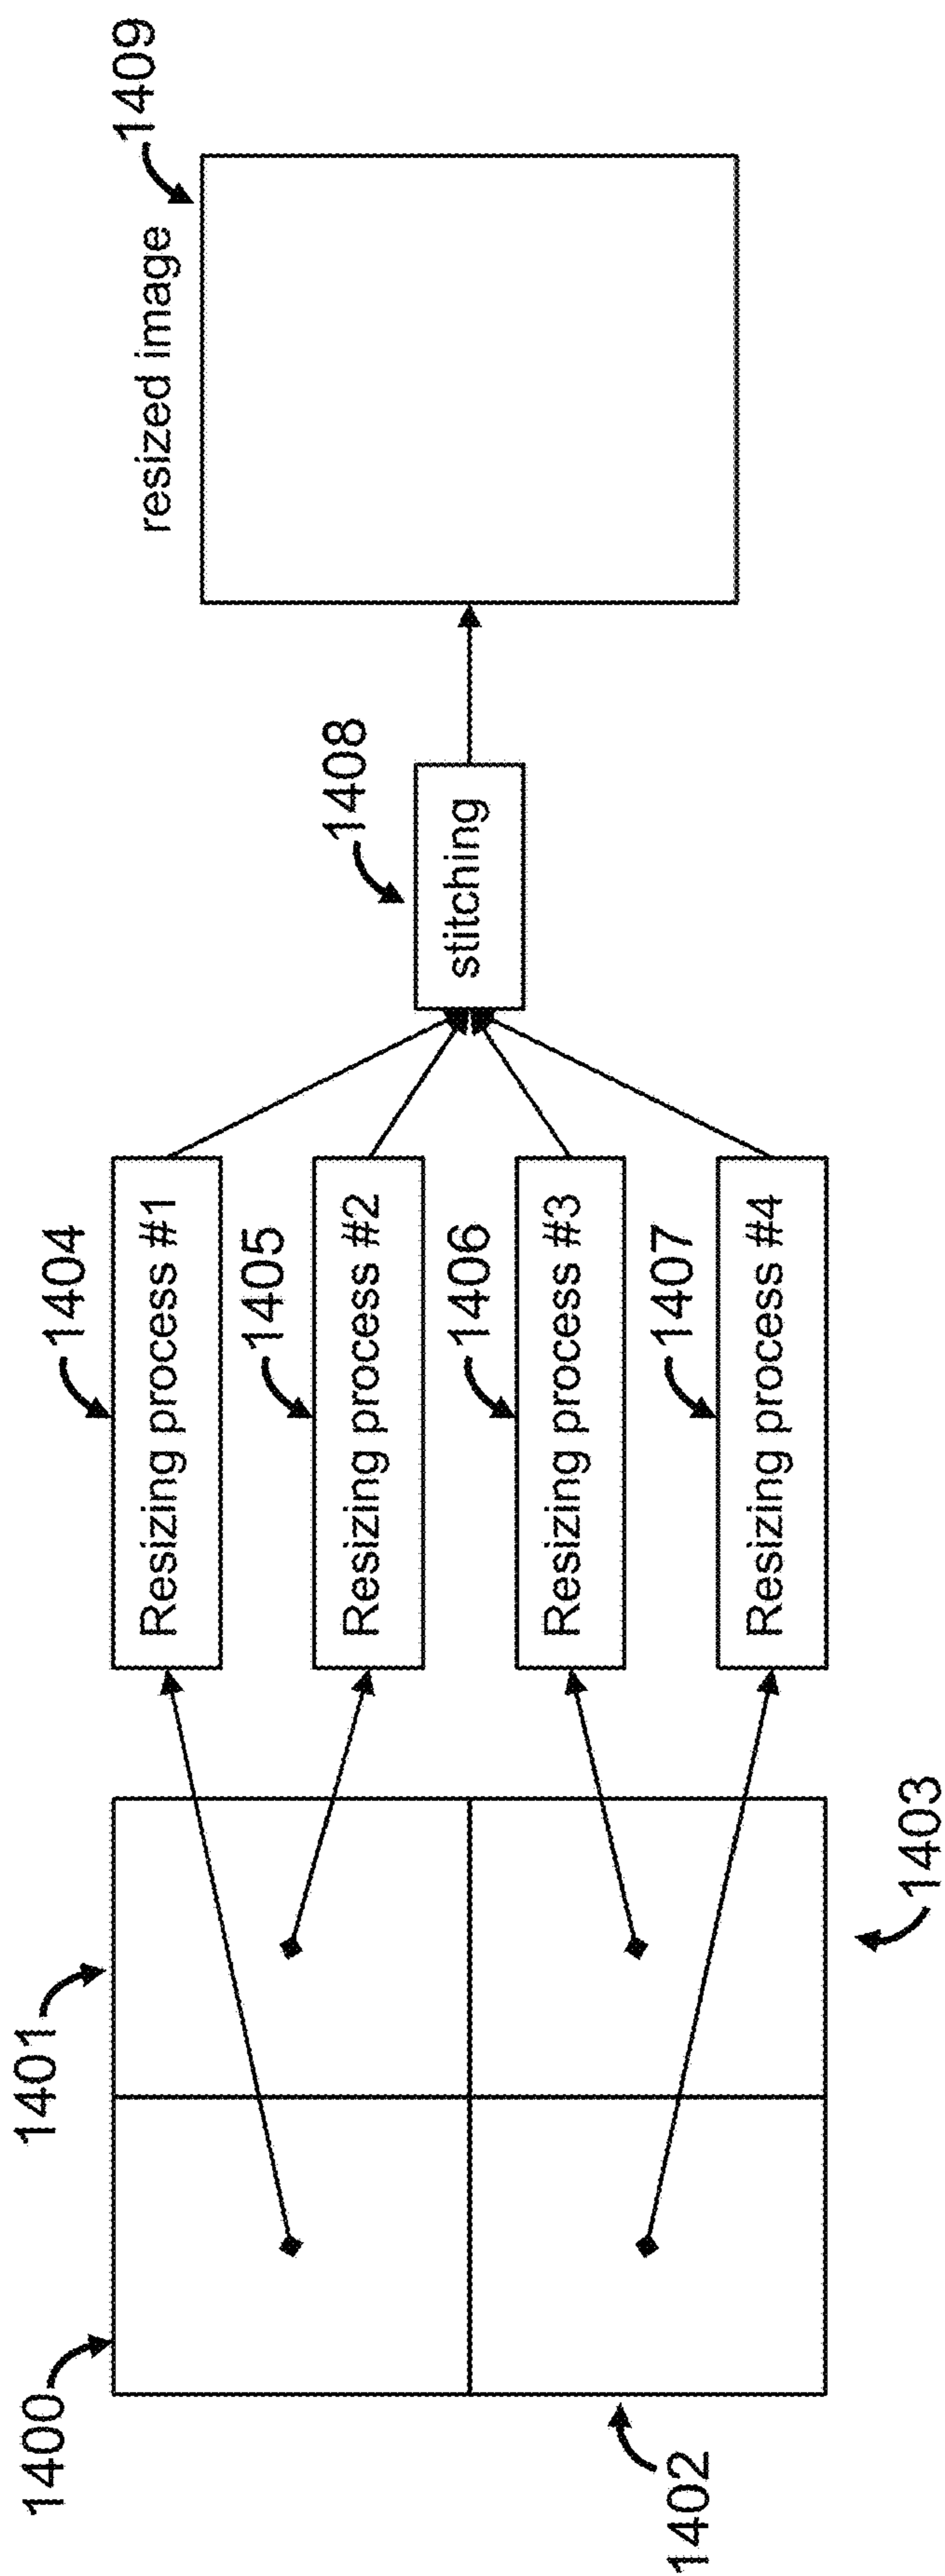 1400
1401
1402
1403
1404
Resizing process #1
1405
Resizing process #2
1406
Resizing process #3
1407
Resizing process #4
1408
stitching
1409
resized image